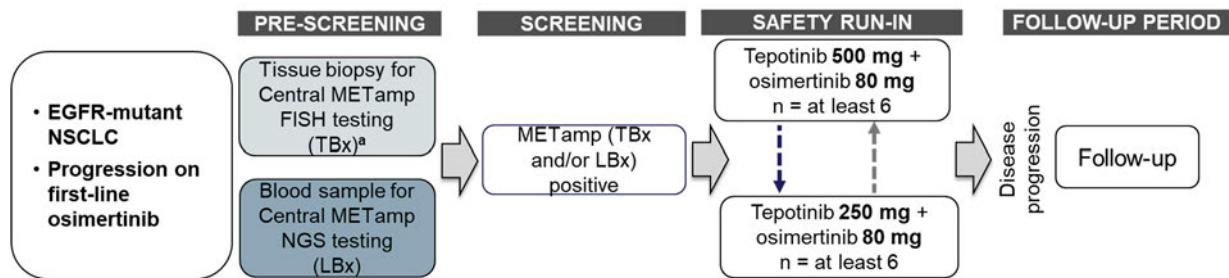 PRE-SCREENING
SCREENING
SAFETY RUN-IN
FOLLOW-UP PERIOD
• EGFR-mutant
NSCLC
• Progression on
first-line
osimertinib
Tissue biopsy for
Central METamp
FISH testing
(TBx)a
Blood sample for
Central METamp
NGS testing
(LBx)
METamp (TBx
and/or LBx)
positive
Tepotinib 500 mg +
osimertinib 80 mg
n = at least 6
Tepotinib 250 mg +
osimertinib 80 mg
n = at least 6
Disease
progression
Follow-up